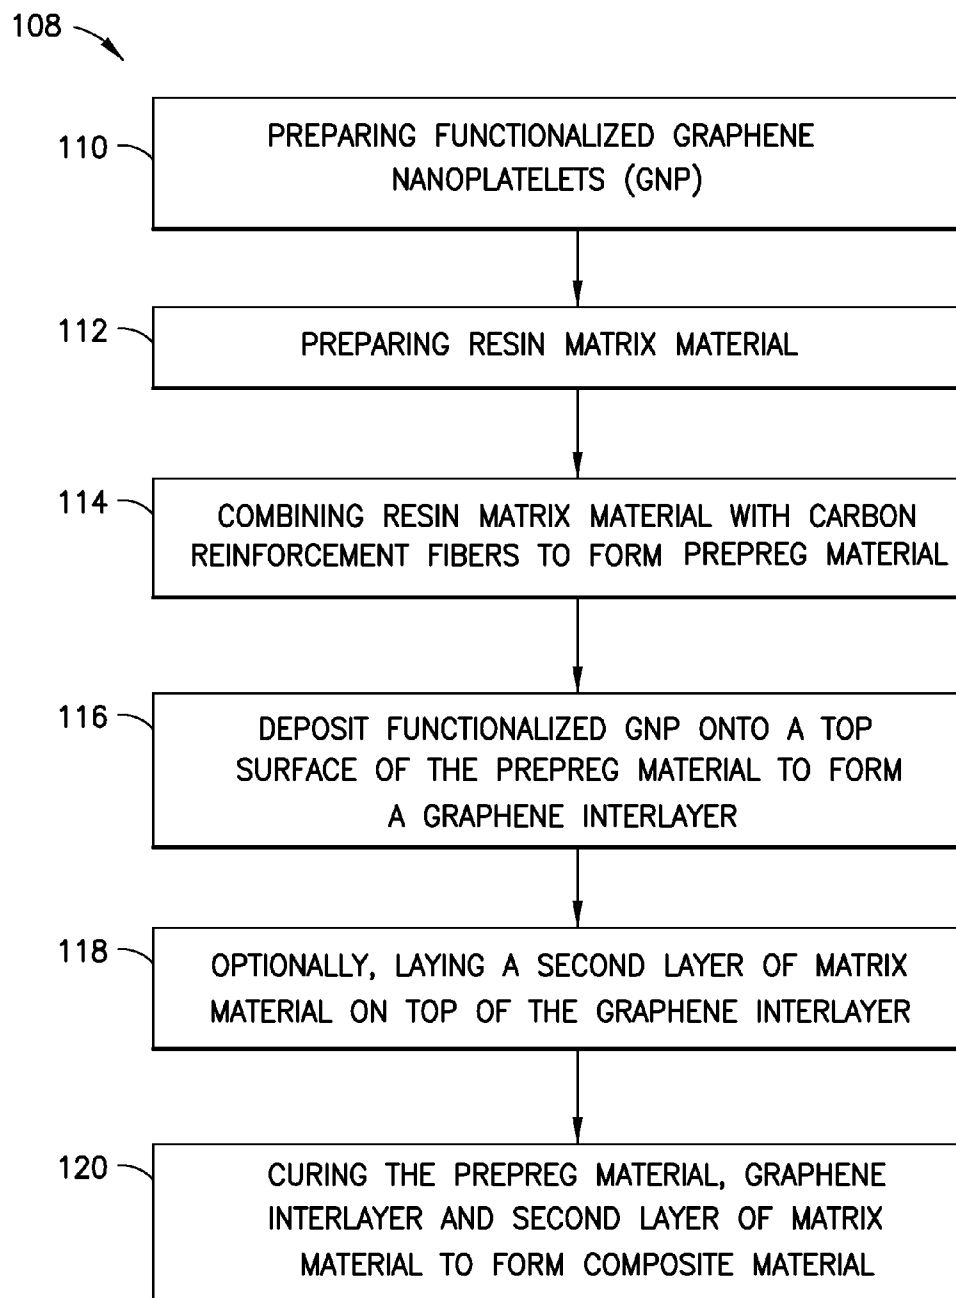 108
110
PREPARING FUNCTIONALIZED GRAPHENE
NANOPLATELETS (GNP)
112
PREPARING RESIN MATRIX MATERIAL
114
COMBINING RESIN MATRIX MATERIAL WITH CARBON
REINFORCEMENT FIBERS TO FORM PREPREG MATERIAL
116
DEPOSIT FUNCTIONALIZED GNP ONTO A TOP
SURFACE OF THE PREPREG MATERIAL TO FORM
A GRAPHENE INTERLAYER
118
OPTIONALLY, LAYING A SECOND LAYER OF MATRIX
MATERIAL ON TOP OF THE GRAPHENE INTERLAYER
120
CURING THE PREPREG MATERIAL, GRAPHENE
INTERLAYER AND SECOND LAYER OF MATRIX
MATERIAL TO FORM COMPOSITE MATERIAL